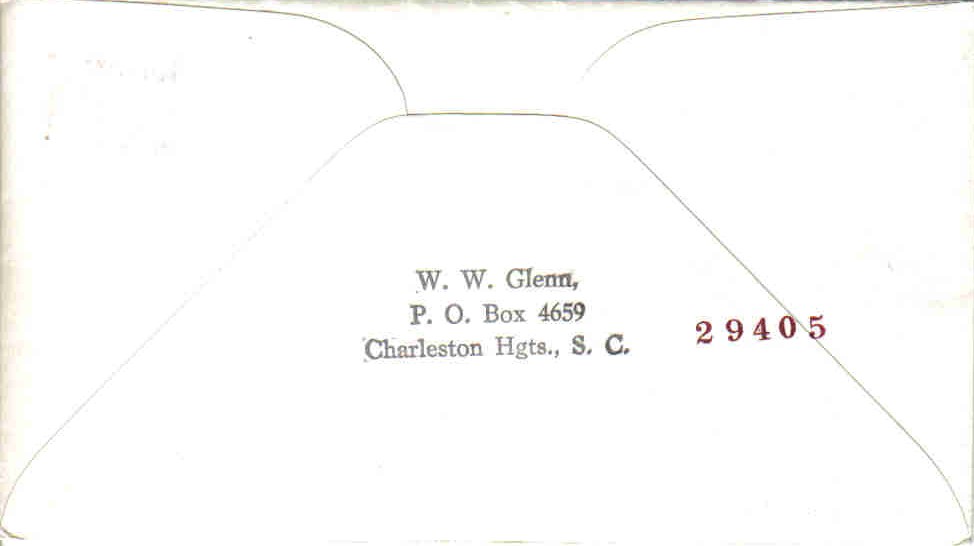 W. W. Glenn,
P. O. Box 4659
Charleston Hgts., S. C. 29405